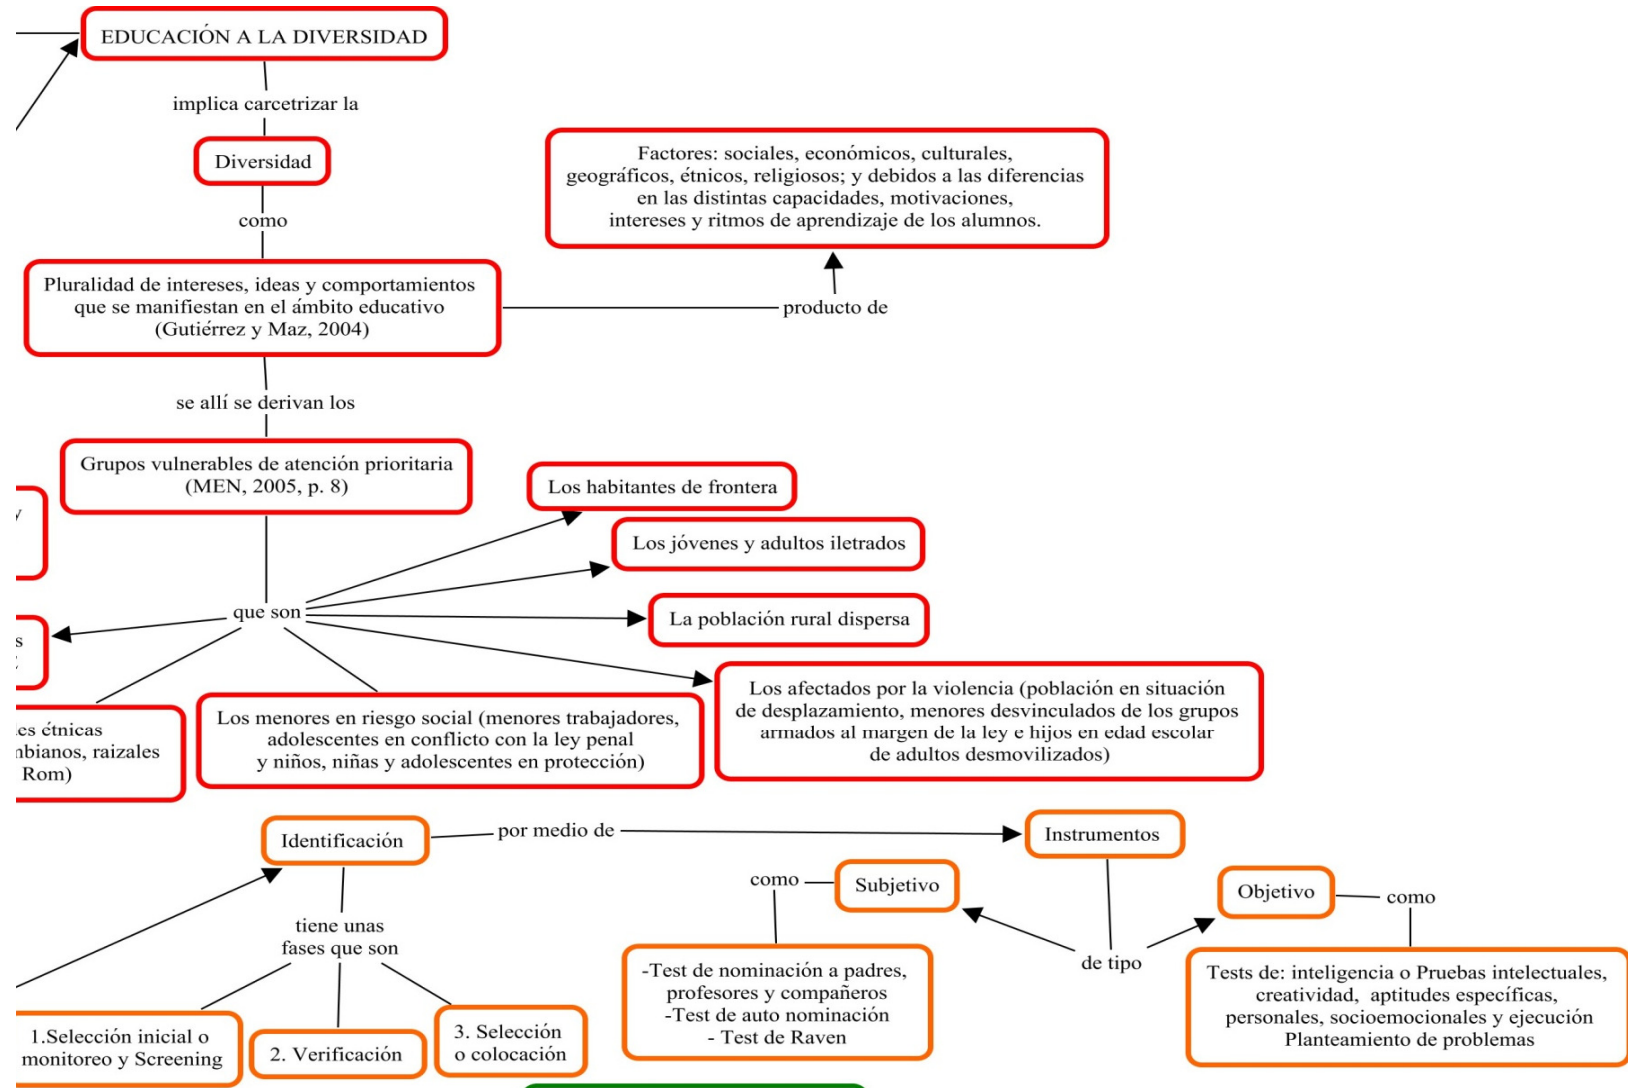 EDUCACIÓN A LA DIVERSIDAD
implica carcetrizar la
Diversidad
como
Factores: sociales, económicos, culturales,
geográficos, étnicos, religiosos; y debidos a las diferencias
en las distintas capacidades, motivaciones,
intereses y ritmos de aprendizaje de los alumnos.
Pluralidad de intereses, ideas y comportamientos
que se manifiestan en el ámbito educativo
(Gutiérrez y Maz, 2004)
producto de
se allí se derivan los
Grupos vulnerables de atención prioritaria
(MEN, 2005, p. 8)
Los habitantes de frontera
y
Los jóvenes y adultos iletrados
que son
La población rural dispersa
s
Los afectados por la violencia (población en situación
de desplazamiento, menores desvinculados de los grupos
armados al margen de la ley e hijos en edad escolar
de adultos desmovilizados)
Los menores en riesgo social (menores trabajadores,
adolescentes en conflicto con la ley penal
y niños, niñas y adolescentes en protección)
étnicas
mbianos, raizales
Rom)
Identificación
por medio de
Instrumentos
como
Subjetivo
Objetivo
como
tiene unas
fases que son
de tipo
-Test de nominación a padres,
profesores y compañeros
-Test de auto nominación
- Test de Raven
Tests de: inteligencia o Pruebas intelectuales,
creatividad, aptitudes específicas,
personales, socioemocionales y ejecución
Planteamiento de problemas
1.Selección inicial o
monitoreo y Screening
2. Verificación
3. Selección
o colocación